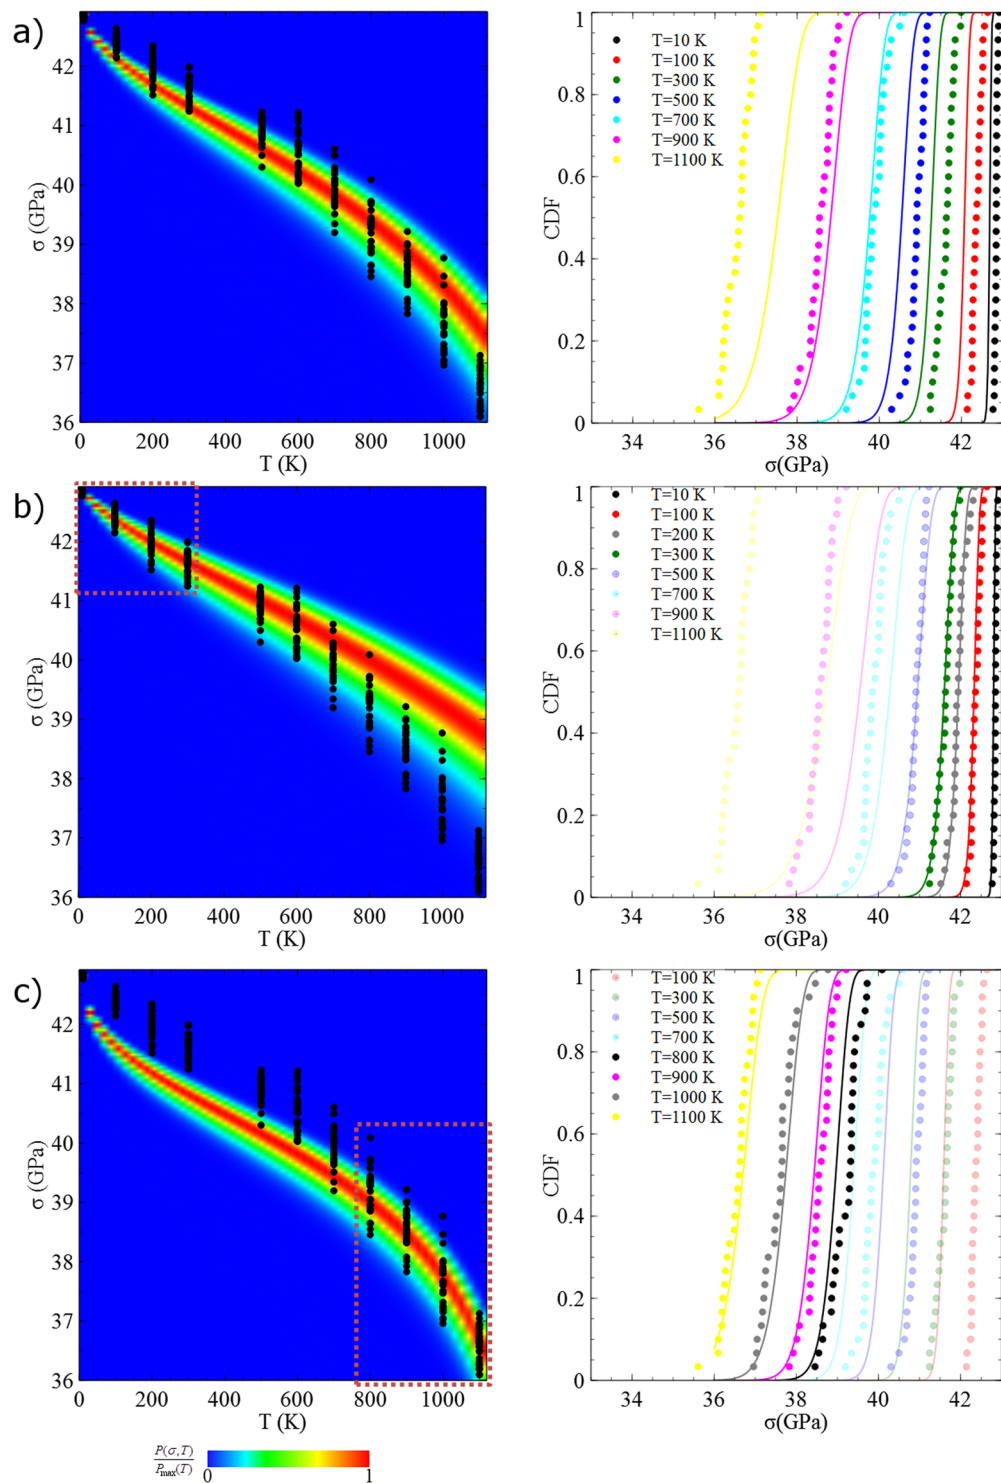 a)
σ (GPa)
42
41
40
39
38
37
36
0
200
400
600
800
1000
T (K)
CDF
1
0.8
0.6
0.4
0.2
0
T=10 K
T=100 K
T=300 K
T=500 K
T=700 K
T=900 K
T=1100 K
34
36
38
40
42
σ(GPa)
b)
σ (GPa)
42
41
40
39
38
37
36
0
200
400
600
800
1000
T (K)
CDF
1
0.8
0.6
0.4
0.2
0
T=10 K
T=100 K
T=200 K
T=300 K
T=500 K
T=700 K
T=900 K
T=1100 K
34
36
38
40
42
σ(GPa)
c)
σ (GPa)
42
41
40
39
38
37
36
0
200
400
600
800
1000
T (K)
CDF
1
0.8
0.6
0.4
0.2
0
T=100 K
T=300 K
T=500 K
T=700 K
T=800 K
T=900 K
T=1000 K
T=1100 K
34
36
38
40
42
σ(GPa)
P(σ,T)
Pmax(T)
0
1